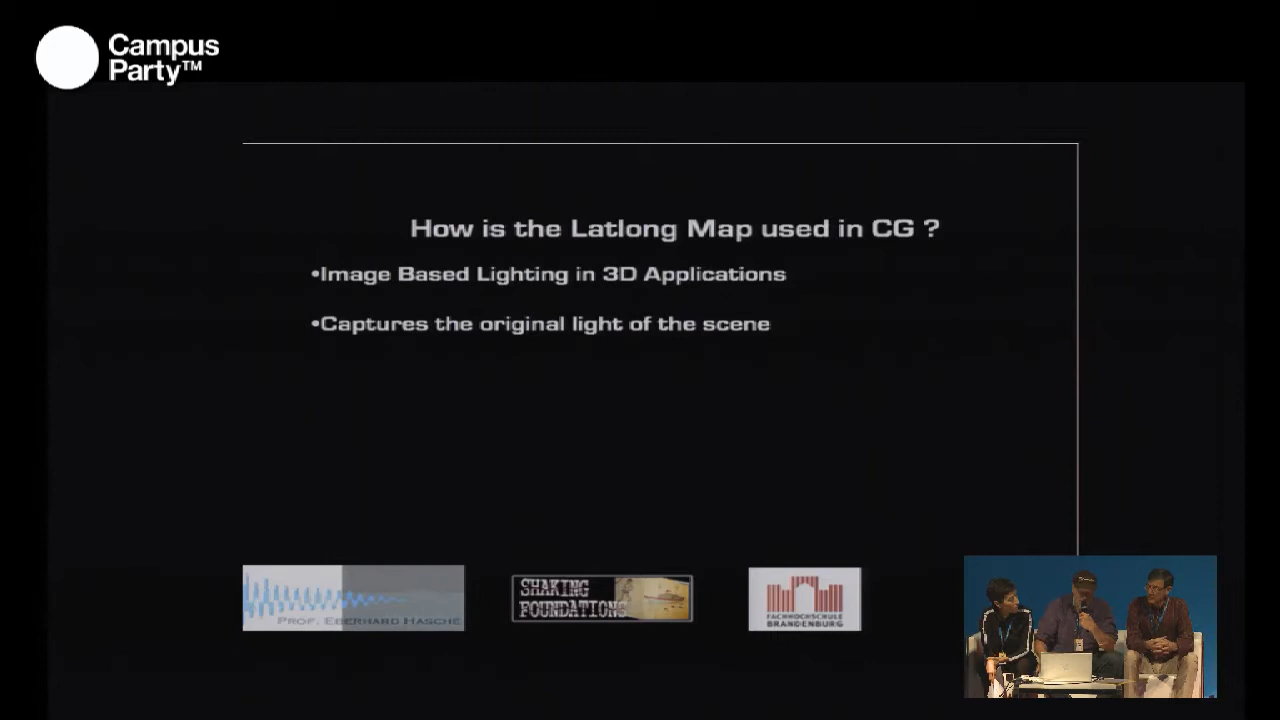 Campus
Party™
How is the Latlong Map used in CG ?
•Image Based Lighting in 3D Applications
•Captures the original light of the scene
PROF. EBERHARD HASCHE
SHAKING
FOUNDATIONS
FACHHOCHSCHULE
BRANDENBURG